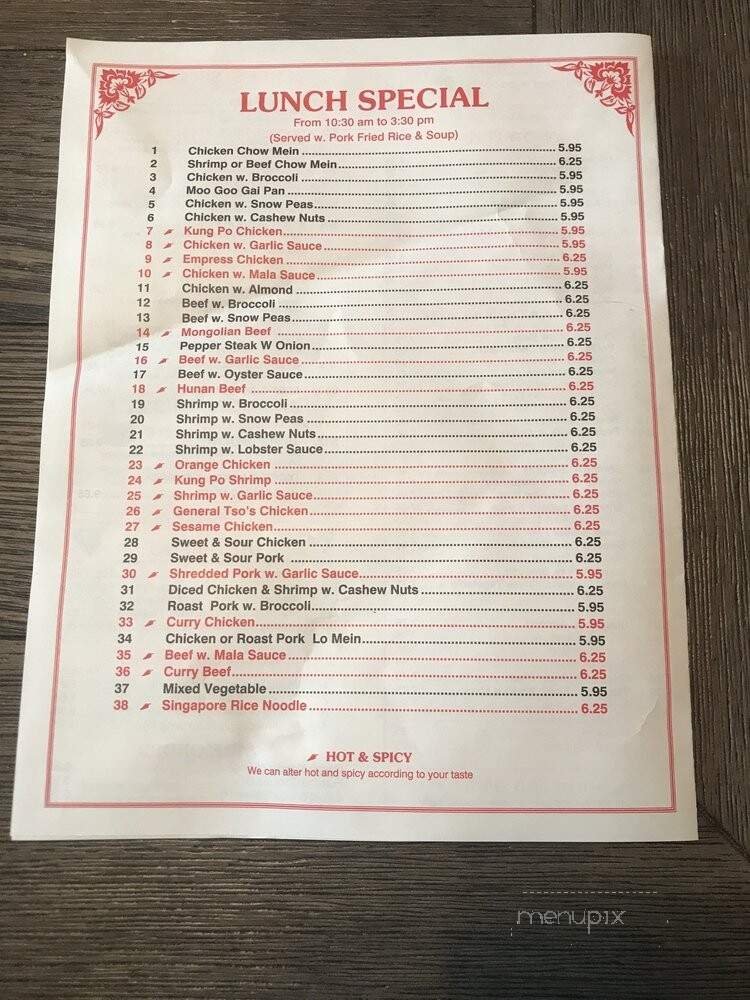 LUNCH SPECIAL
From 10:30 am to 3:30 pm
(Served w. Pork Fried Rice & Soup)
1 Chicken Chow Mein 5.95
2 Shrimp or Beef Chow Mein 6.25
3 Chicken w. Broccoli 5.95
4 Moo Goo Gai Pan 5.95
5 Chicken w. Snow Peas 5.95
6 Chicken w. Cashew Nuts 5.95
7 Kung Po Chicken 5.95
8 Chicken w. Garlic Sauce 5.95
9 Empress Chicken 6.25
10 Chicken w. Mala Sauce 5.95
11 Chicken w. Almond 6.25
12 Beef w. Broccoli 6.25
13 Beef w. Snow Peas 6.25
14 Mongolian Beef 6.25
15 Pepper Steak W Onion 6.25
16 Beef w. Garlic Sauce 6.25
17 Beef w. Oyster Sauce 6.25
18 Hunan Beef 6.25
19 Shrimp w. Broccoli 6.25
20 Shrimp w. Snow Peas 6.25
21 Shrimp w. Cashew Nuts 6.25
22 Shrimp w. Lobster Sauce 6.25
23 Orange Chicken 6.25
24 Kung Po Shrimp 6.25
25 Shrimp w. Garlic Sauce 6.25
26 General Tso's Chicken 6.25
27 Sesame Chicken 6.25
28 Sweet & Sour Chicken 6.25
29 Sweet & Sour Pork 6.25
30 Shredded Pork w. Garlic Sauce 5.95
31 Diced Chicken & Shrimp w. Cashew Nuts 6.25
32 Roast Pork w. Broccoli 5.95
33 Curry Chicken 5.95
34 Chicken or Roast Pork Lo Mein 5.95
35 Beef w. Mala Sauce 6.25
36 Curry Beef 6.25
37 Mixed Vegetable 5.95
38 Singapore Rice Noodle 6.25
HOT & SPICY
We can alter hot and spicy according to your taste
menupix